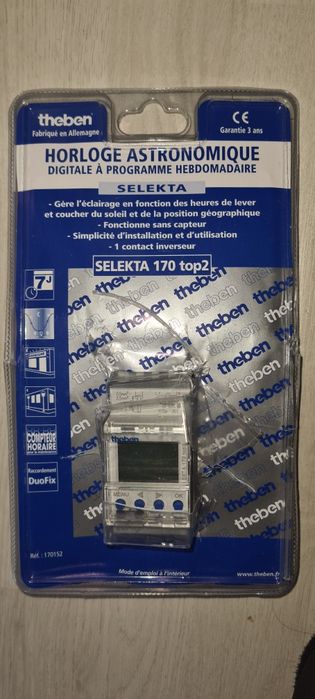 theben
Fabriqué en Allemagne
CE
Garantie 3 ans
HORLOGE ASTRONOMIQUE
DIGITALE À PROGRAMME HEBDOMADAIRE
SELEKTA
- Gère l'éclairage en fonction des heures de lever
et coucher du soleil et de la position géographique
- Fonctionne sans capteur
- Simplicité d'installation et d'utilisation
- 1 contact inverseur
SELEKTA 170 top2
7J
COMPTEUR
HORAIRE
Raccordement
DuoFix
theben
MENU
OK
Réf. : 170152
Mode d'emploi à l'intérieur
www.theben.fr